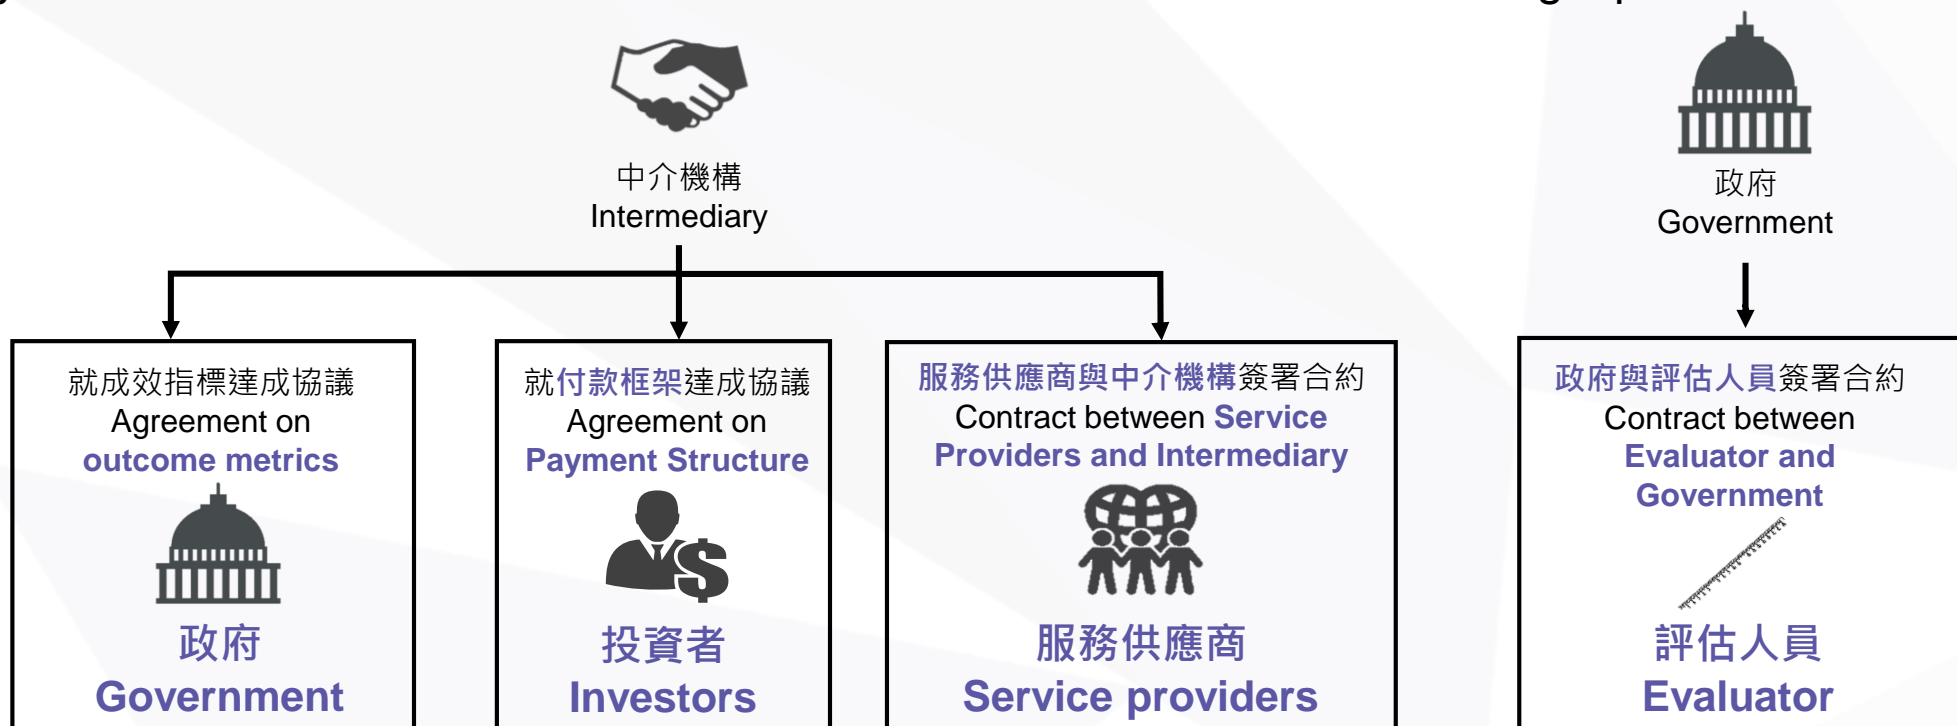 中介機構
Intermediary
政府
Government
就成效指標達成協議
Agreement on
outcome metrics
政府
Government
就付款框架達成協議
Agreement on
Payment Structure
投資者
Investors
服務供應商與中介機構簽署合約
Contract between Service
Providers and Intermediary
服務供應商
Service providers
政府與評估人員簽署合約
Contract between
Evaluator and
Government
評估人員
Evaluator